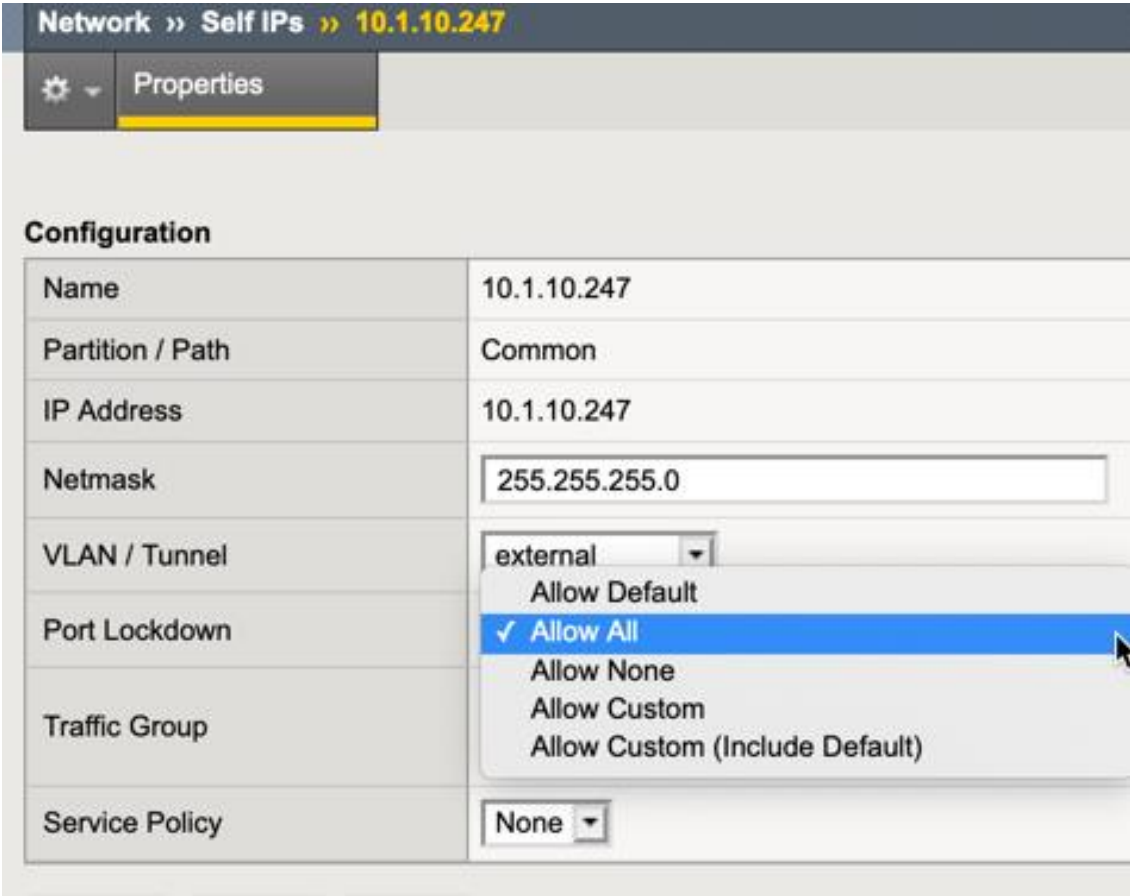 Network ›› Self IPs ›› 10.1.10.247
Properties
Configuration
Name 10.1.10.247
Partition / Path Common
IP Address 10.1.10.247
Netmask 255.255.255.0
VLAN / Tunnel external
Allow Default
Port Lockdown ✓ Allow All
Allow None
Allow Custom
Traffic Group
Allow Custom (Include Default)
Service Policy None